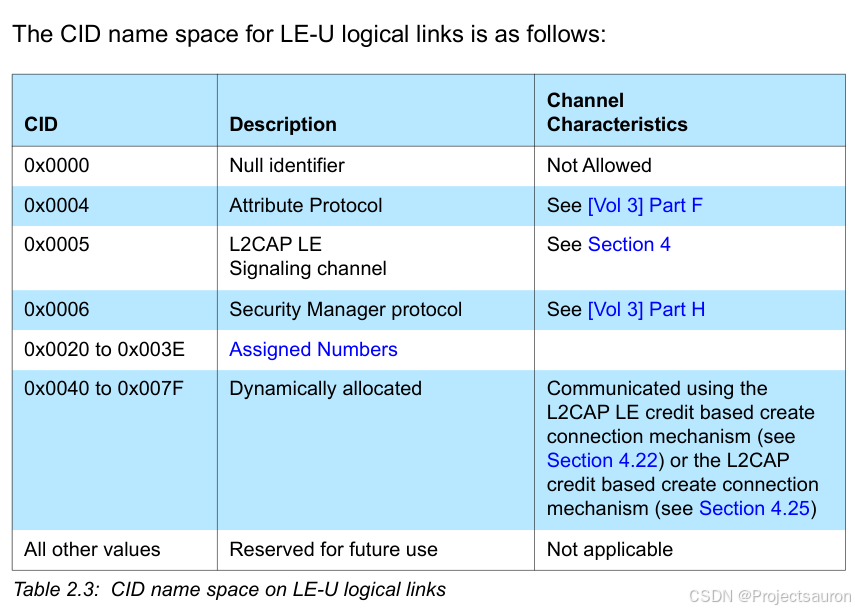 The CID name space for LE-U logical links is as follows:
CID
Description
Channel
Characteristics
0x0000
Null identifier
Not Allowed
0x0004
Attribute Protocol
See [Vol 3] Part F
0x0005
L2CAP LE
Signaling channel
See Section 4
0x0006
Security Manager protocol
See [Vol 3] Part H
0x0020 to 0x003E
Assigned Numbers
0x0040 to 0x007F
Dynamically allocated
Communicated using the
L2CAP LE credit based create
connection mechanism (see
Section 4.22) or the L2CAP
credit based create connection
mechanism (see Section 4.25)
All other values
Reserved for future use
Not applicable
Table 2.3: CID name space on LE-U logical links
CSDN @Projectsauron